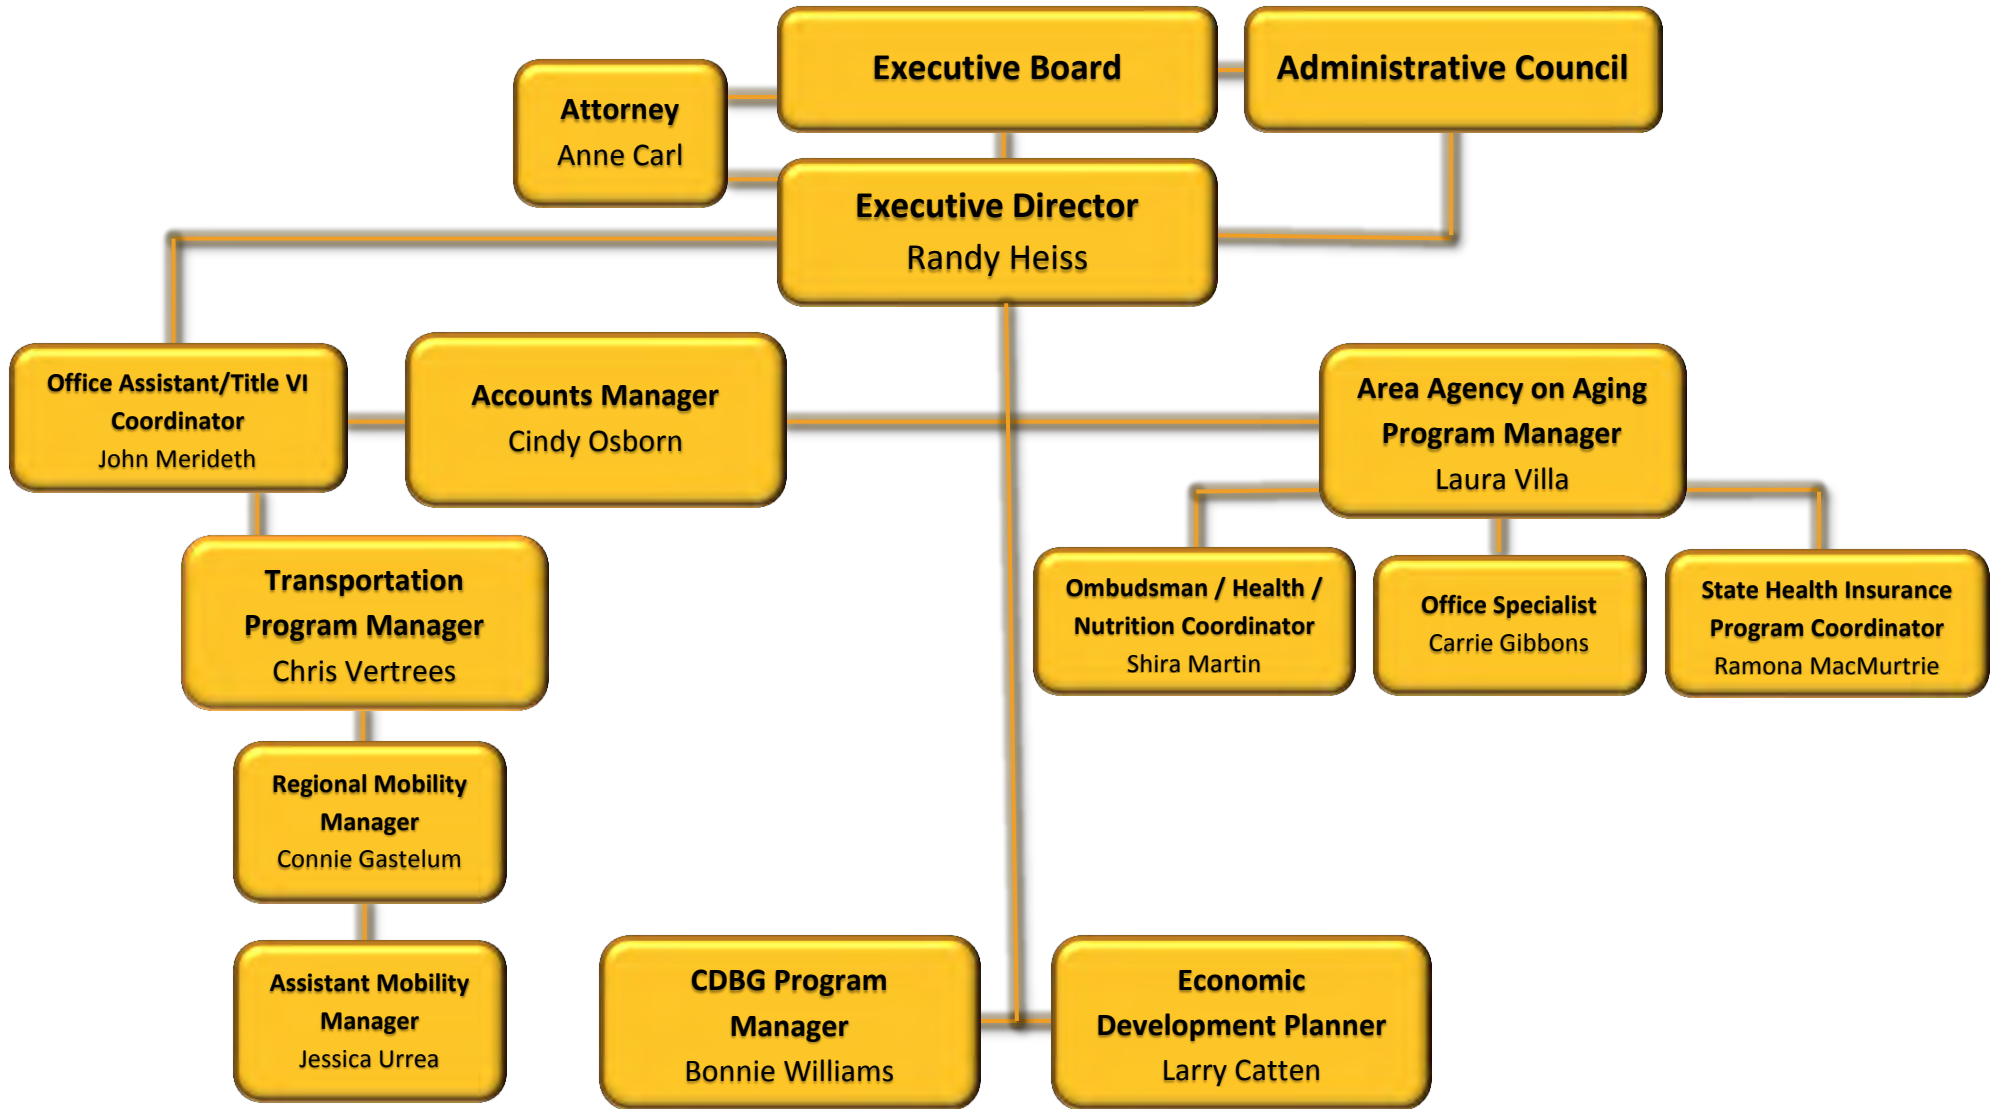 Executive Board
Administrative Council
Attorney
Anne Carl
Executive Director
Randy Heiss
Office Assistant/Title VI
Coordinator
John Merideth
Accounts Manager
Cindy Osborn
Area Agency on Aging
Program Manager
Laura Villa
Transportation
Program Manager
Chris Vertrees
Ombudsman / Health /
Nutrition Coordinator
Shira Martin
Office Specialist
Carrie Gibbons
State Health Insurance
Program Coordinator
Ramona MacMurtrie
Regional Mobility
Manager
Connie Gastelum
Assistant Mobility
Manager
Jessica Urrea
CDBG Program
Manager
Bonnie Williams
Economic
Development Planner
Larry Catten